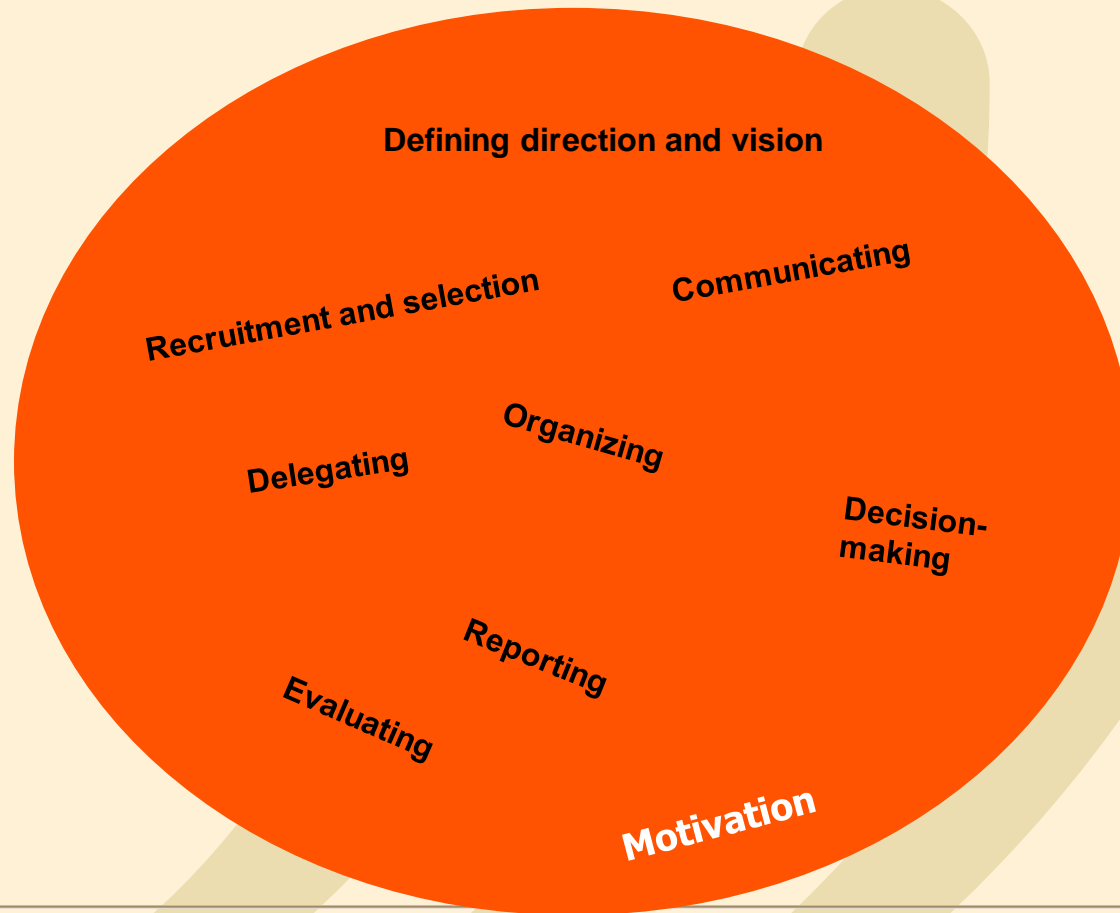 Defining direction and vision
Communicating
Recruitment and selection
Organizing
Delegating
Decision-
making
Reporting
Evaluating
Motivation